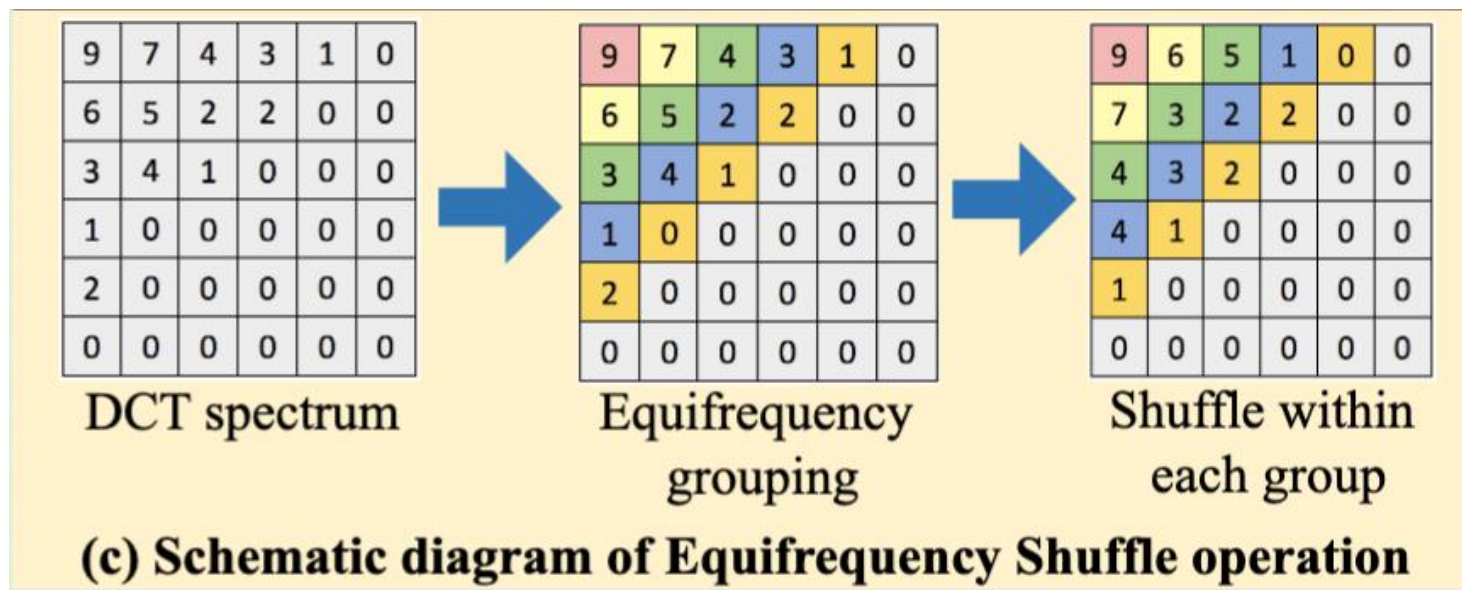 9 7 4 3 1 0
6 5 2 2 0 0
3 4 1 0 0 0
1 0 0 0 0 0
2 0 0 0 0 0
0 0 0 0 0 0
DCT spectrum
9 7 4 3 1 0
6 5 2 2 0 0
3 4 1 0 0 0
1 0 0 0 0 0
2 0 0 0 0 0
0 0 0 0 0 0
Equifrequency
grouping
9 6 5 1 0 0
7 3 2 2 0 0
4 3 2 0 0 0
4 1 0 0 0 0
1 0 0 0 0 0
0 0 0 0 0 0
Shuffle within
each group
(c) Schematic diagram of Equifrequency Shuffle operation